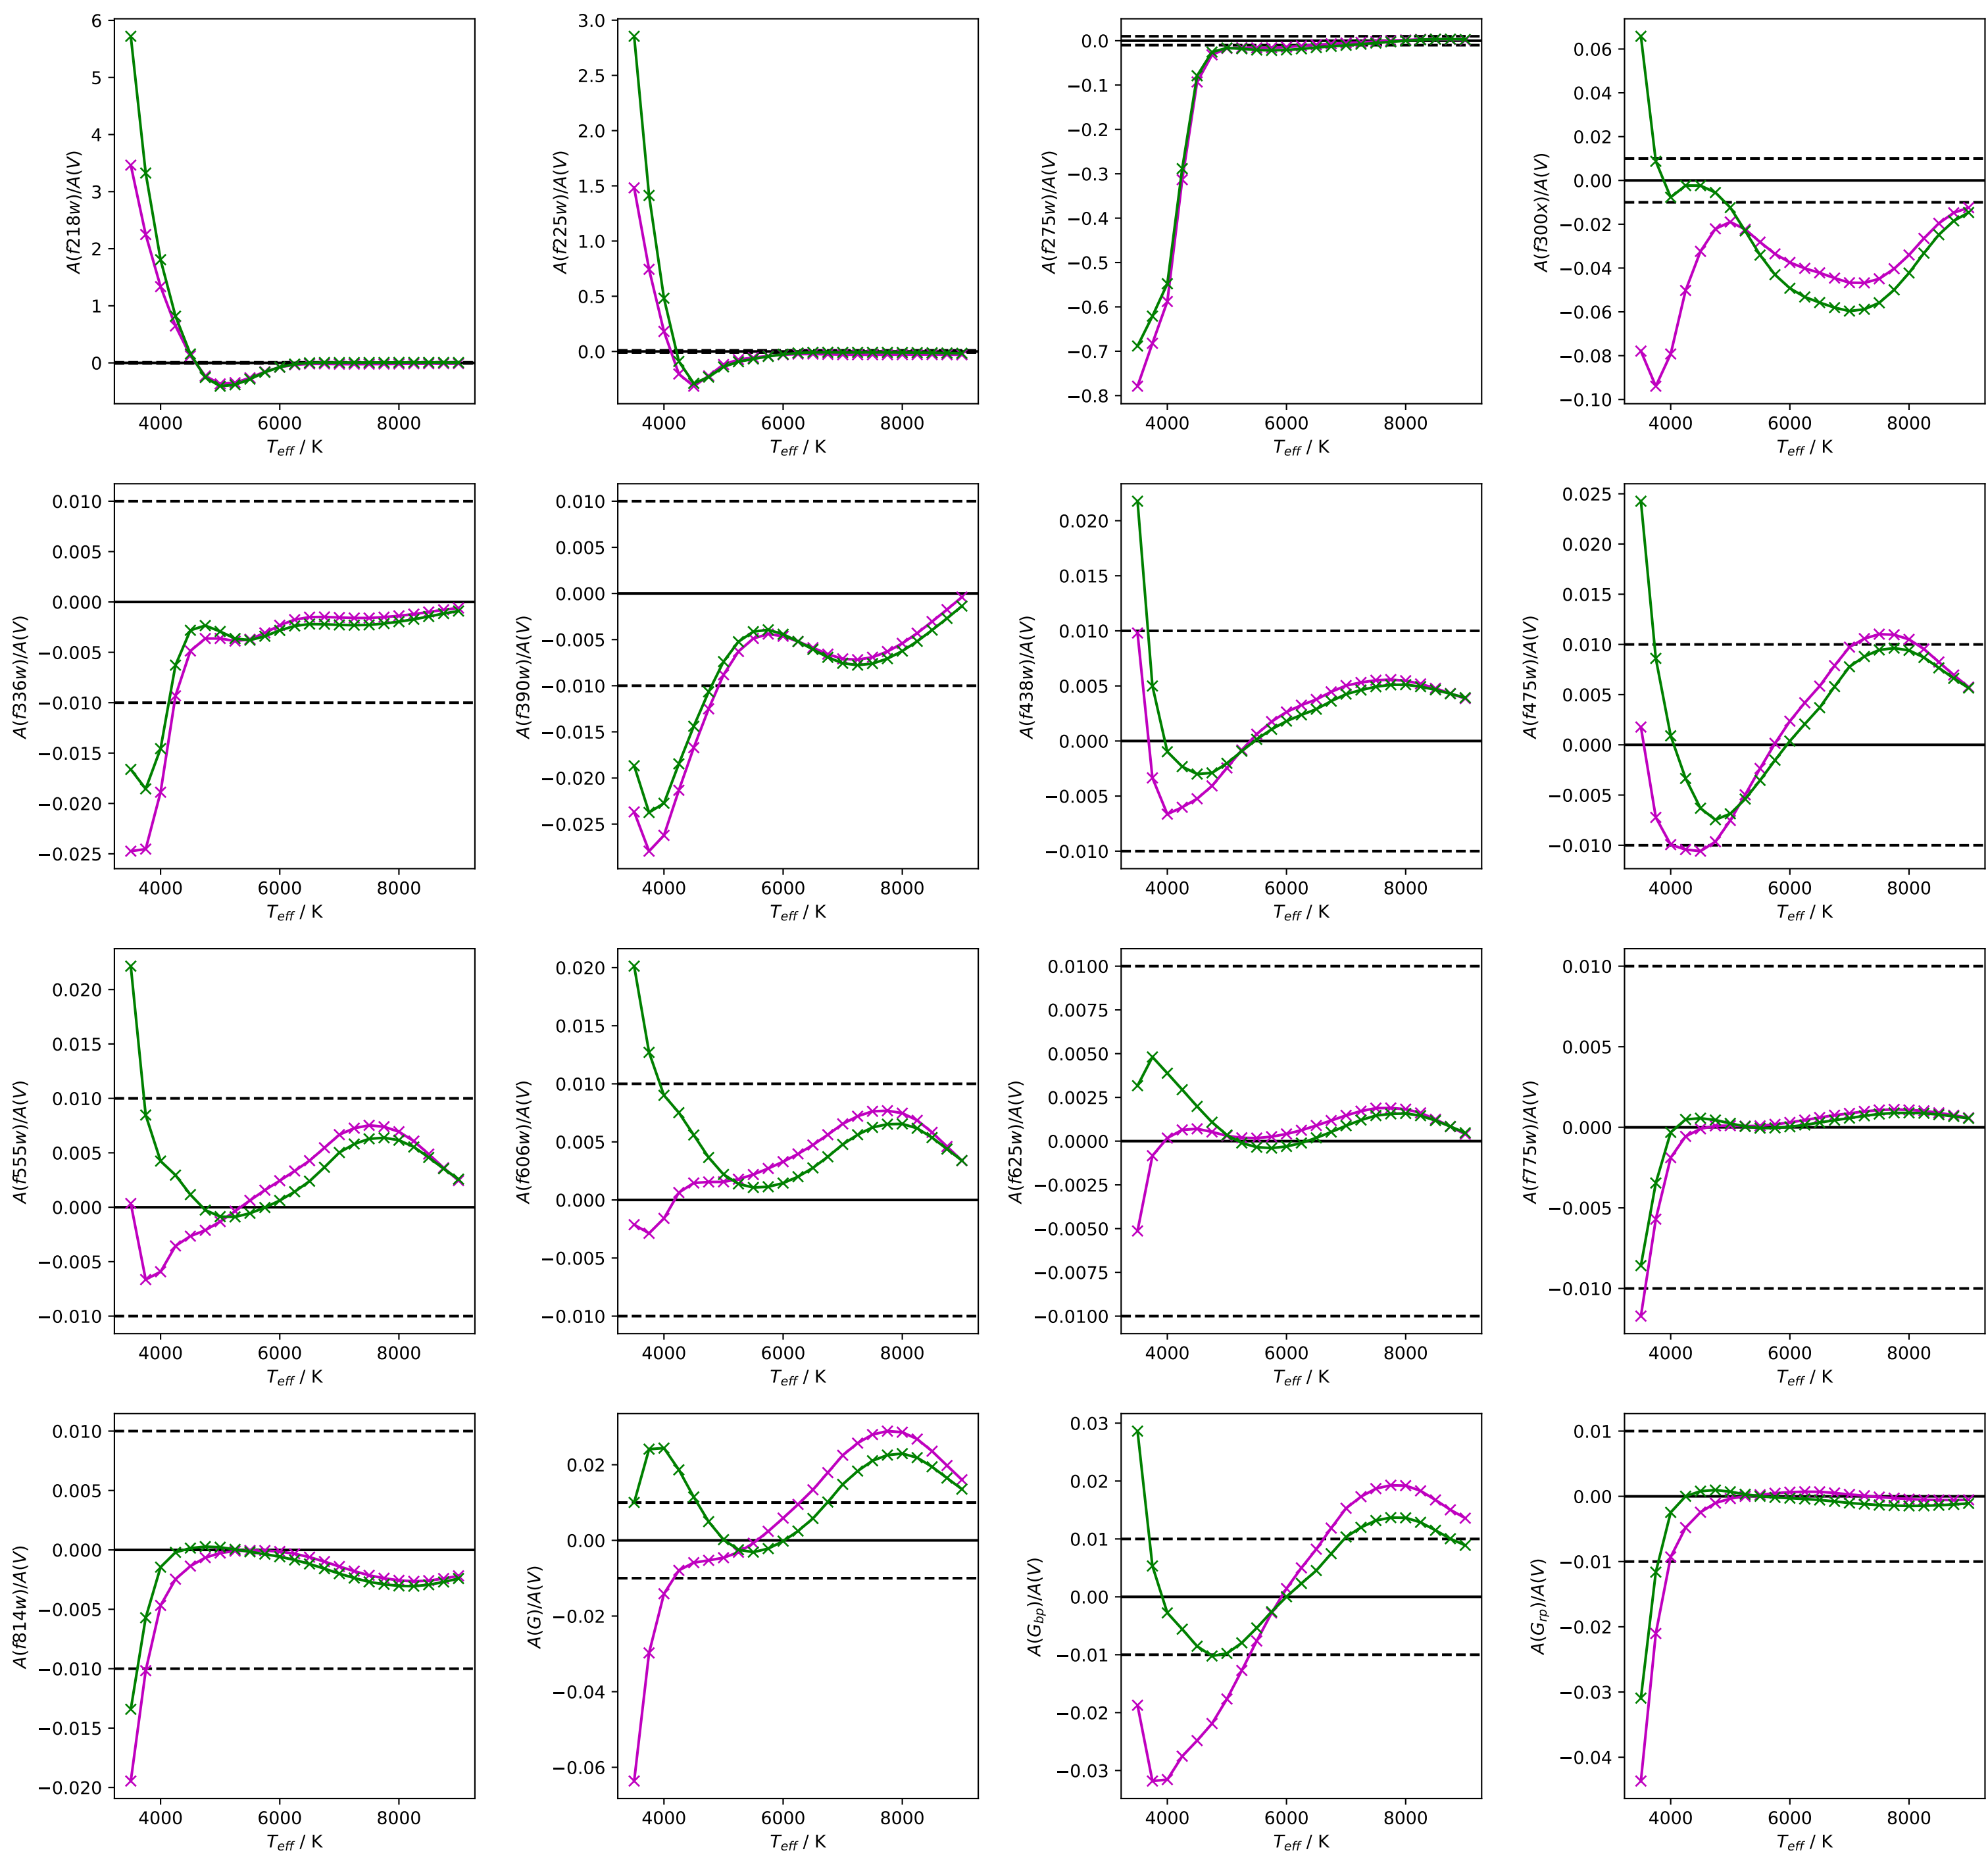 6
5
4
3
2
1
0
A(f218w)/A(V)
4000 6000 8000
T_eff / K
3.0
2.5
2.0
1.5
1.0
0.5
0.0
A(f225w)/A(V)
4000 6000 8000
T_eff / K
0.0
−0.1
−0.2
−0.3
−0.4
−0.5
−0.6
−0.7
−0.8
A(f275w)/A(V)
4000 6000 8000
T_eff / K
0.06
0.04
0.02
0.00
−0.02
−0.04
−0.06
−0.08
−0.10
A(f300x)/A(V)
4000 6000 8000
T_eff / K
0.010
0.005
0.000
−0.005
−0.010
−0.015
−0.020
−0.025
A(f336w)/A(V)
4000 6000 8000
T_eff / K
0.010
0.005
0.000
−0.005
−0.010
−0.015
−0.020
−0.025
A(f390w)/A(V)
4000 6000 8000
T_eff / K
0.020
0.015
0.010
0.005
0.000
−0.005
−0.010
A(f438w)/A(V)
4000 6000 8000
T_eff / K
0.025
0.020
0.015
0.010
0.005
0.000
−0.005
−0.010
A(f475w)/A(V)
4000 6000 8000
T_eff / K
0.020
0.015
0.010
0.005
0.000
−0.005
−0.010
A(f555w)/A(V)
4000 6000 8000
T_eff / K
0.020
0.015
0.010
0.005
0.000
−0.005
−0.010
A(f606w)/A(V)
4000 6000 8000
T_eff / K
0.0100
0.0075
0.0050
0.0025
0.0000
−0.0025
−0.0050
−0.0075
−0.0100
A(f625w)/A(V)
4000 6000 8000
T_eff / K
0.010
0.005
0.000
−0.005
−0.010
A(f775w)/A(V)
4000 6000 8000
T_eff / K
0.010
0.005
0.000
−0.005
−0.010
−0.015
−0.020
A(f814w)/A(V)
4000 6000 8000
T_eff / K
0.02
0.00
−0.02
−0.04
−0.06
A(G)/A(V)
4000 6000 8000
T_eff / K
0.03
0.02
0.01
0.00
−0.01
−0.02
−0.03
A(G_bp)/A(V)
4000 6000 8000
T_eff / K
0.01
0.00
−0.01
−0.02
−0.03
−0.04
A(G_rp)/A(V)
4000 6000 8000
T_eff / K